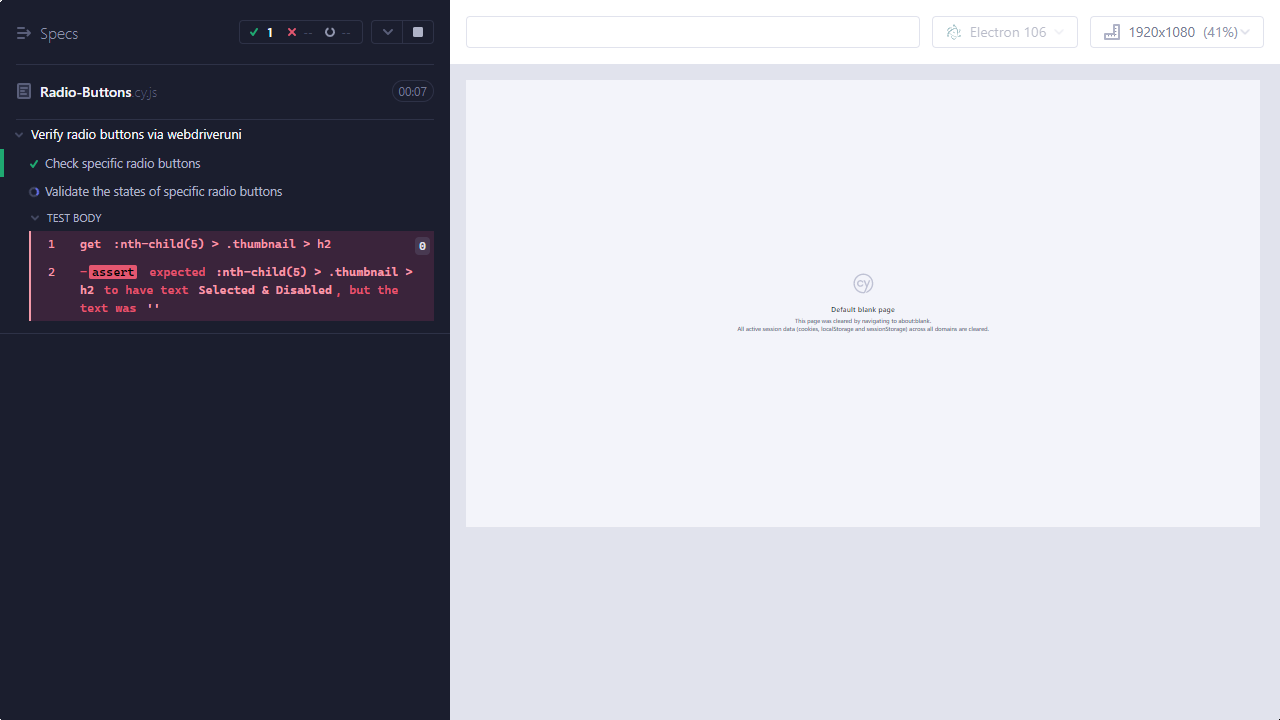 Specs
1
--
--
Electron 106
1920x1080 (41%)
Radio-Buttons.cy.js
00:07
Verify radio buttons via webdriveruni
Check specific radio buttons
Validate the states of specific radio buttons
TEST BODY
1 get :nth-child(5) > .thumbnail > h2 0
2 -assert expected :nth-child(5) > .thumbnail >
h2 to have text Selected & Disabled, but the
text was ''
cy
Default blank page
This page was cleared by navigating to about:blank.
All active session data (cookies, localStorage and sessionStorage) across all domains are cleared.